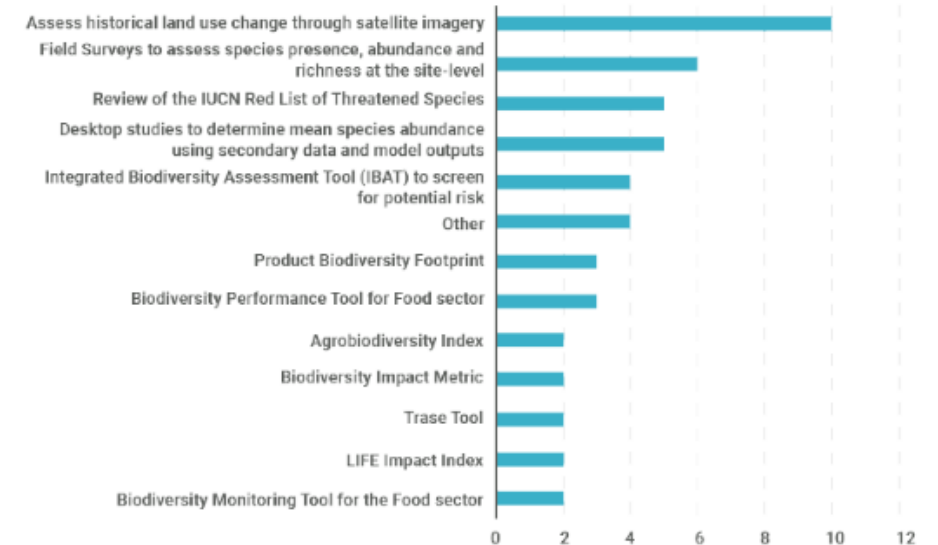 Assess historical land use change through satellite imagery
Field Surveys to assess species presence, abundance and
richness at the site-level
Review of the IUCN Red List of Threatened Species
Desktop studies to determine mean species abundance
using secondary data and model outputs
Integrated Biodiversity Assessment Tool (IBAT) to screen
for potential risk
Other
Product Biodiversity Footprint
Biodiversity Performance Tool for Food sector
Agrobiodiversity Index
Biodiversity Impact Metric
Trase Tool
LIFE Impact Index
Biodiversity Monitoring Tool for the Food sector
0 2 4 6 8 10 12